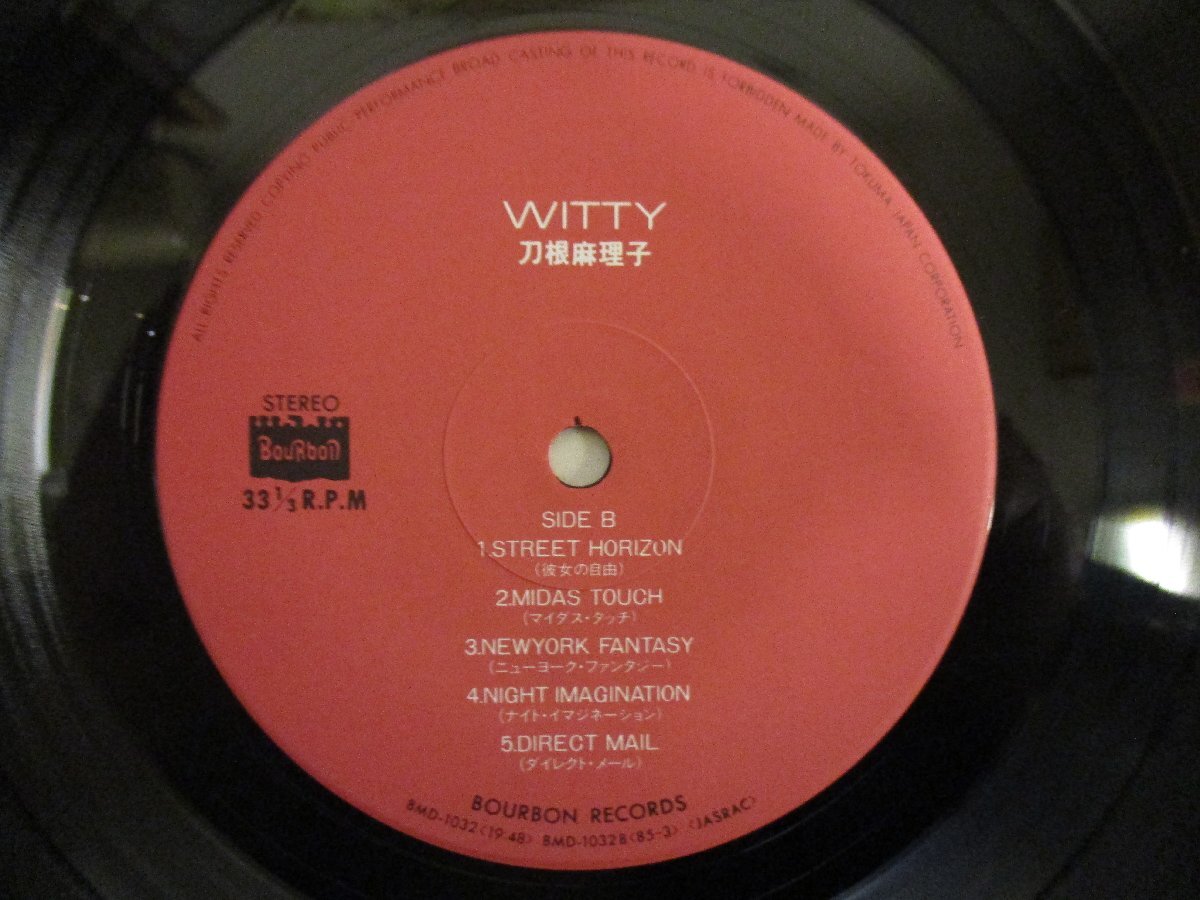 ALL RIGHTS RESERVED COPYING PUBLIC PERFORMANCE BROAD CASTING OF THIS RECORD IS FORBIDDEN. MADE BY TOKUMA JAPAN CORPORATION
WITTY
刀根麻理子
STEREO
BouRboN
33 1/3 R.P.M
SIDE B
1.STREET HORIZON
(彼女の自由)
2.MIDAS TOUCH
(マイダス・タッチ)
3.NEWYORK FANTASY
(ニューヨーク・ファンタジー)
4.NIGHT IMAGINATION
(ナイト・イマジネーション)
5.DIRECT MAIL
(ダイレクト・メール)
BOURBON RECORDS
BMD-1032〈19·48〉 BMD-1032B〈85-3〉 〈JASRAC〉